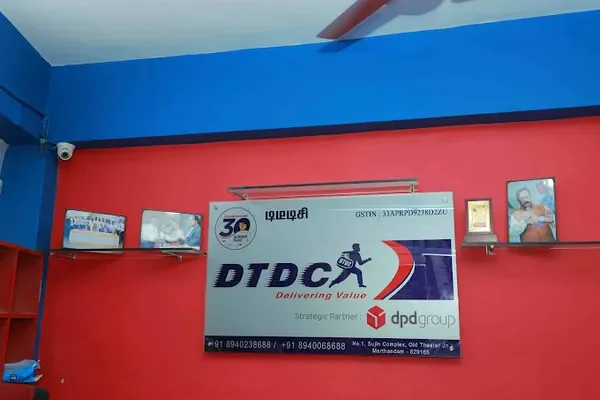 டிடிடிசி
GSTIN : 33APRPD9238D2ZU
30
DTDC
DTDC
Delivering Value
Strategic Partner : dpdgroup
+91 8940238688 / +91 8940068688
No.1, Sujin Complex, Old Theater Jn
Marthandam - 629165